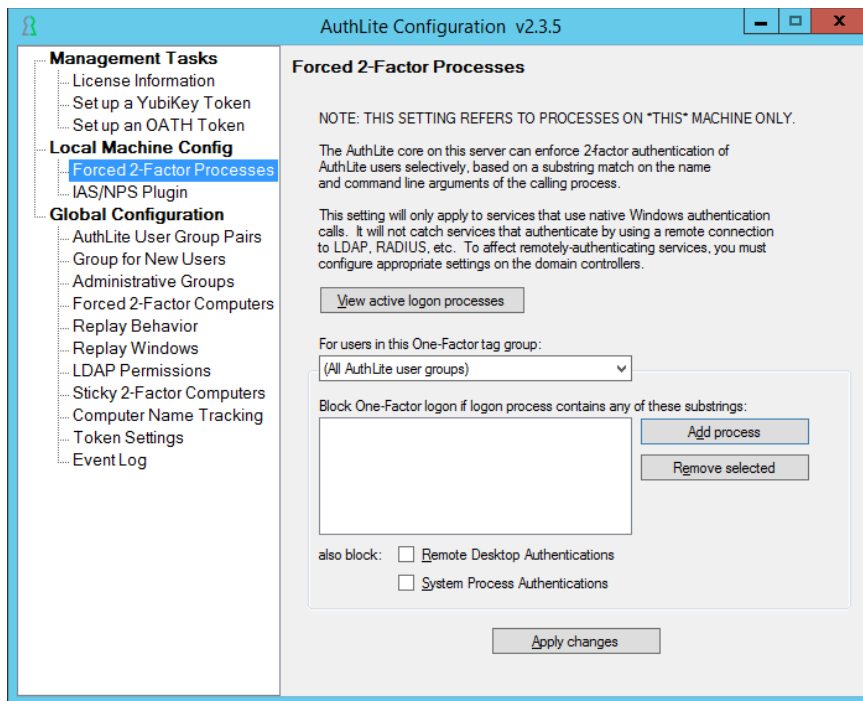 AuthLite Configuration v2.3.5
Management Tasks
License Information
Set up a YubiKey Token
Set up an OATH Token
Local Machine Config
Forced 2-Factor Processes
IAS/NPS Plugin
Global Configuration
AuthLite User Group Pairs
Group for New Users
Administrative Groups
Forced 2-Factor Computers
Replay Behavior
Replay Windows
LDAP Permissions
Sticky 2-Factor Computers
Computer Name Tracking
Token Settings
Event Log
Forced 2-Factor Processes
NOTE: THIS SETTING REFERS TO PROCESSES ON *THIS* MACHINE ONLY.
The AuthLite core on this server can enforce 2-factor authentication of
AuthLite users selectively, based on a substring match on the name
and command line arguments of the calling process.
This setting will only apply to services that use native Windows authentication
calls. It will not catch services that authenticate by using a remote connection
to LDAP, RADIUS, etc. To affect remotely-authenticating services, you must
configure appropriate settings on the domain controllers.
View active logon processes
For users in this One-Factor tag group:
(All AuthLite user groups)
Block One-Factor logon if logon process contains any of these substrings:
Add process
Remove selected
also block: Remote Desktop Authentications
System Process Authentications
Apply changes